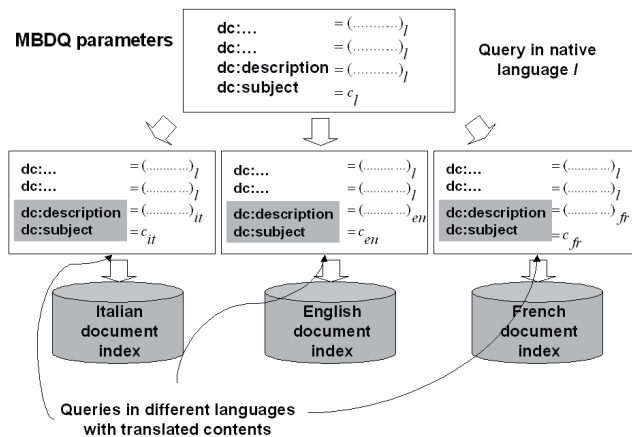 MBDQ parameters
dc:... = (..........)l
dc:... = (..........)l
dc:description = (..........)l
dc:subject = cl
Query in native
language l
dc:... = (..........)l
dc:... = (..........)l
dc:description = (..........)it
dc:subject = cit
dc:... = (..........)l
dc:... = (..........)l
dc:description = (..........)en
dc:subject = cen
dc:... = (..........)l
dc:... = (..........)l
dc:description = (..........)fr
dc:subject = cfr
Italian
document
index
English
document
index
French
document
index
Queries in different languages
with translated contents